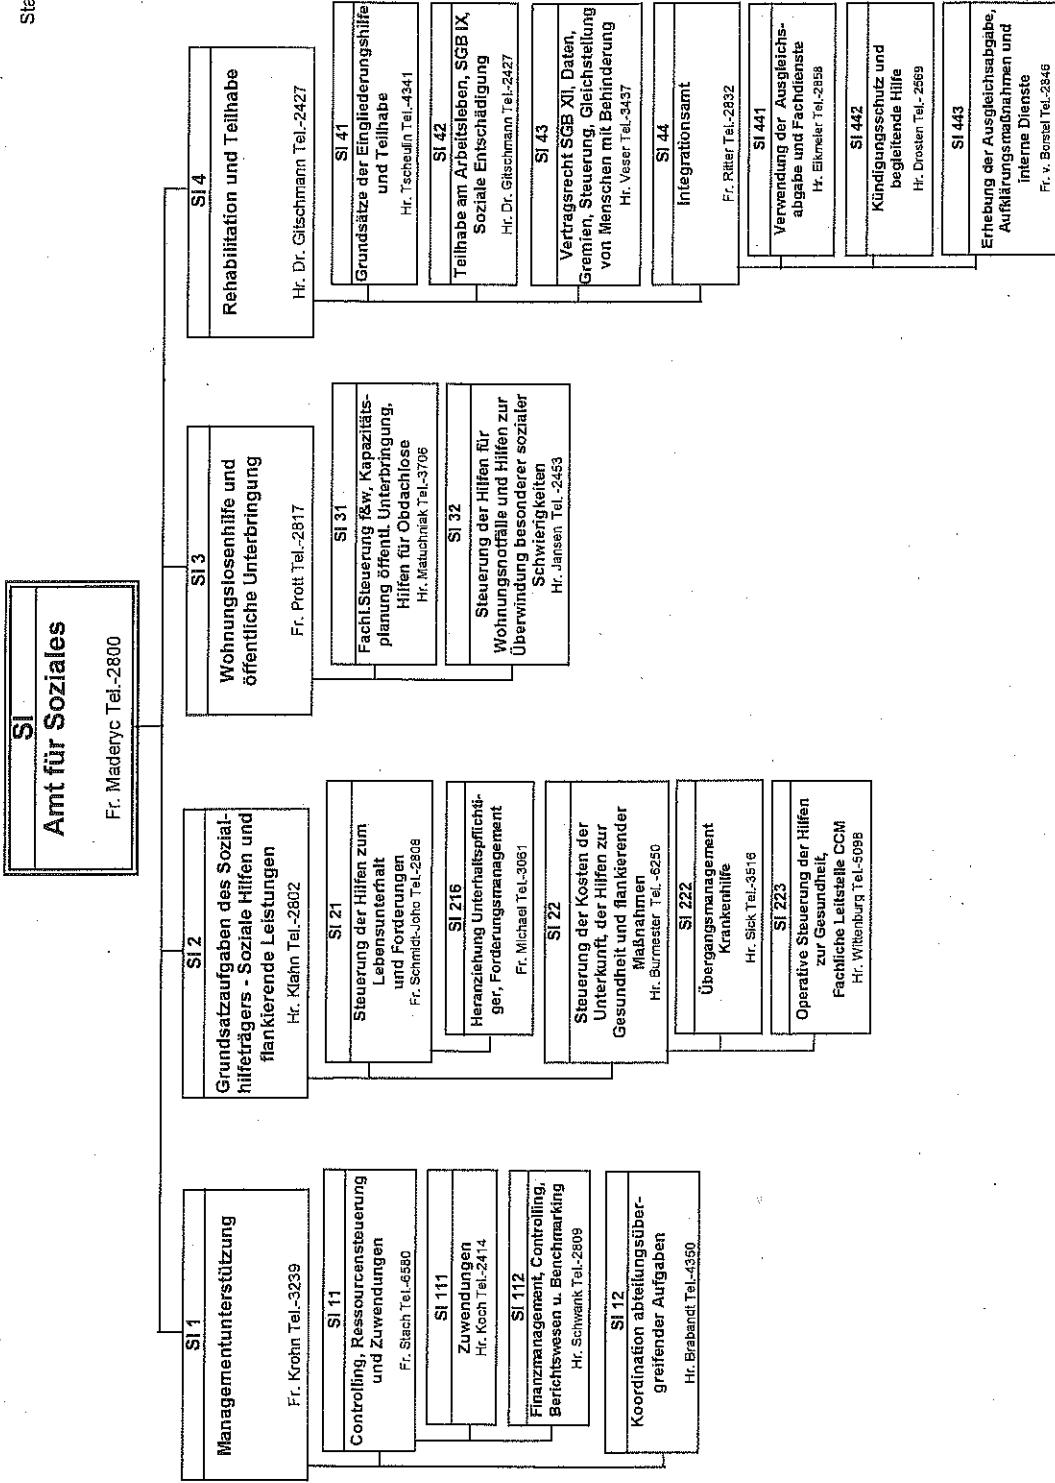 Sta
SI
Amt für Soziales
Fr. Maderyc Tel.-2800
SI 1
Managementunterstützung
Fr. Krohn Tel.-3239
SI 11
Controlling, Ressourcensteuerung
und Zuwendungen
Fr. Stach Tel.-6580
SI 111
Zuwendungen
Hr. Koch Tel.-2414
SI 112
Finanzmanagement, Controlling,
Berichtswesen u. Benchmarking
Hr. Schwank Tel.-2809
SI 12
Koordination abteilungsüber-
greifender Aufgaben
Hr. Brabandt Tel.-4350
SI 2
Grundsatzaufgaben des Sozial-
hilfeträgers - Soziale Hilfen und
flankierende Leistungen
Hr. Klahn Tel.-2802
SI 21
Steuerung der Hilfen zum
Lebensunterhalt
und Forderungen
Fr. Schmidt-Joho Tel.-2808
SI 216
Heranziehung Unterhaltspflichti-
ger, Forderungsmanagement
Fr. Michael Tel.-3061
SI 22
Steuerung der Kosten der
Unterkunft, der Hilfen zur
Gesundheit und flankierender
Maßnahmen
Hr. Burmester Tel.-6250
SI 222
Übergangsmanagement
Krankenhilfe
Hr. Sick Tel.-3516
SI 223
Operative Steuerung der Hilfen
zur Gesundheit,
Fachliche Leitstelle CCM
Hr. Wittenburg Tel.-5098
SI 3
Wohnungslosenhilfe und
öffentliche Unterbringung
Fr. Prott Tel.-2817
SI 31
Fachl.Steuerung f&w, Kapazitäts-
planung öffentl. Unterbringung,
Hilfen für Obdachlose
Hr. Matuchniak Tel.-3706
SI 32
Steuerung der Hilfen für
Wohnungsnotfälle und Hilfen zur
Überwindung besonderer sozialer
Schwierigkeiten
Hr. Jansen Tel.-2453
SI 4
Rehabilitation und Teilhabe
Hr. Dr. Gitschmann Tel.-2427
SI 41
Grundsätze der Eingliederungshilfe
und Teilhabe
Hr. Tscheulin Tel.-4341
SI 42
Teilhabe am Arbeitsleben, SGB IX,
Soziale Entschädigung
Hr. Dr. Gitschmann Tel.-2427
SI 43
Vertragsrecht SGB XII, Daten,
Gremien, Steuerung, Gleichstellung
von Menschen mit Behinderung
Hr. Veser Tel.-3437
SI 44
Integrationsamt
Fr. Ritter Tel.-2832
SI 441
Verwendung der Ausgleichs-
abgabe und Fachdienste
Hr. Eikmeier Tel.-2858
SI 442
Kündigungsschutz und
begleitende Hilfe
Hr. Drosten Tel.- 2569
SI 443
Erhebung der Ausgleichsabgabe,
Aufklärungsmaßnahmen und
interne Dienste
Fr. v. Borstel Tel.-2846